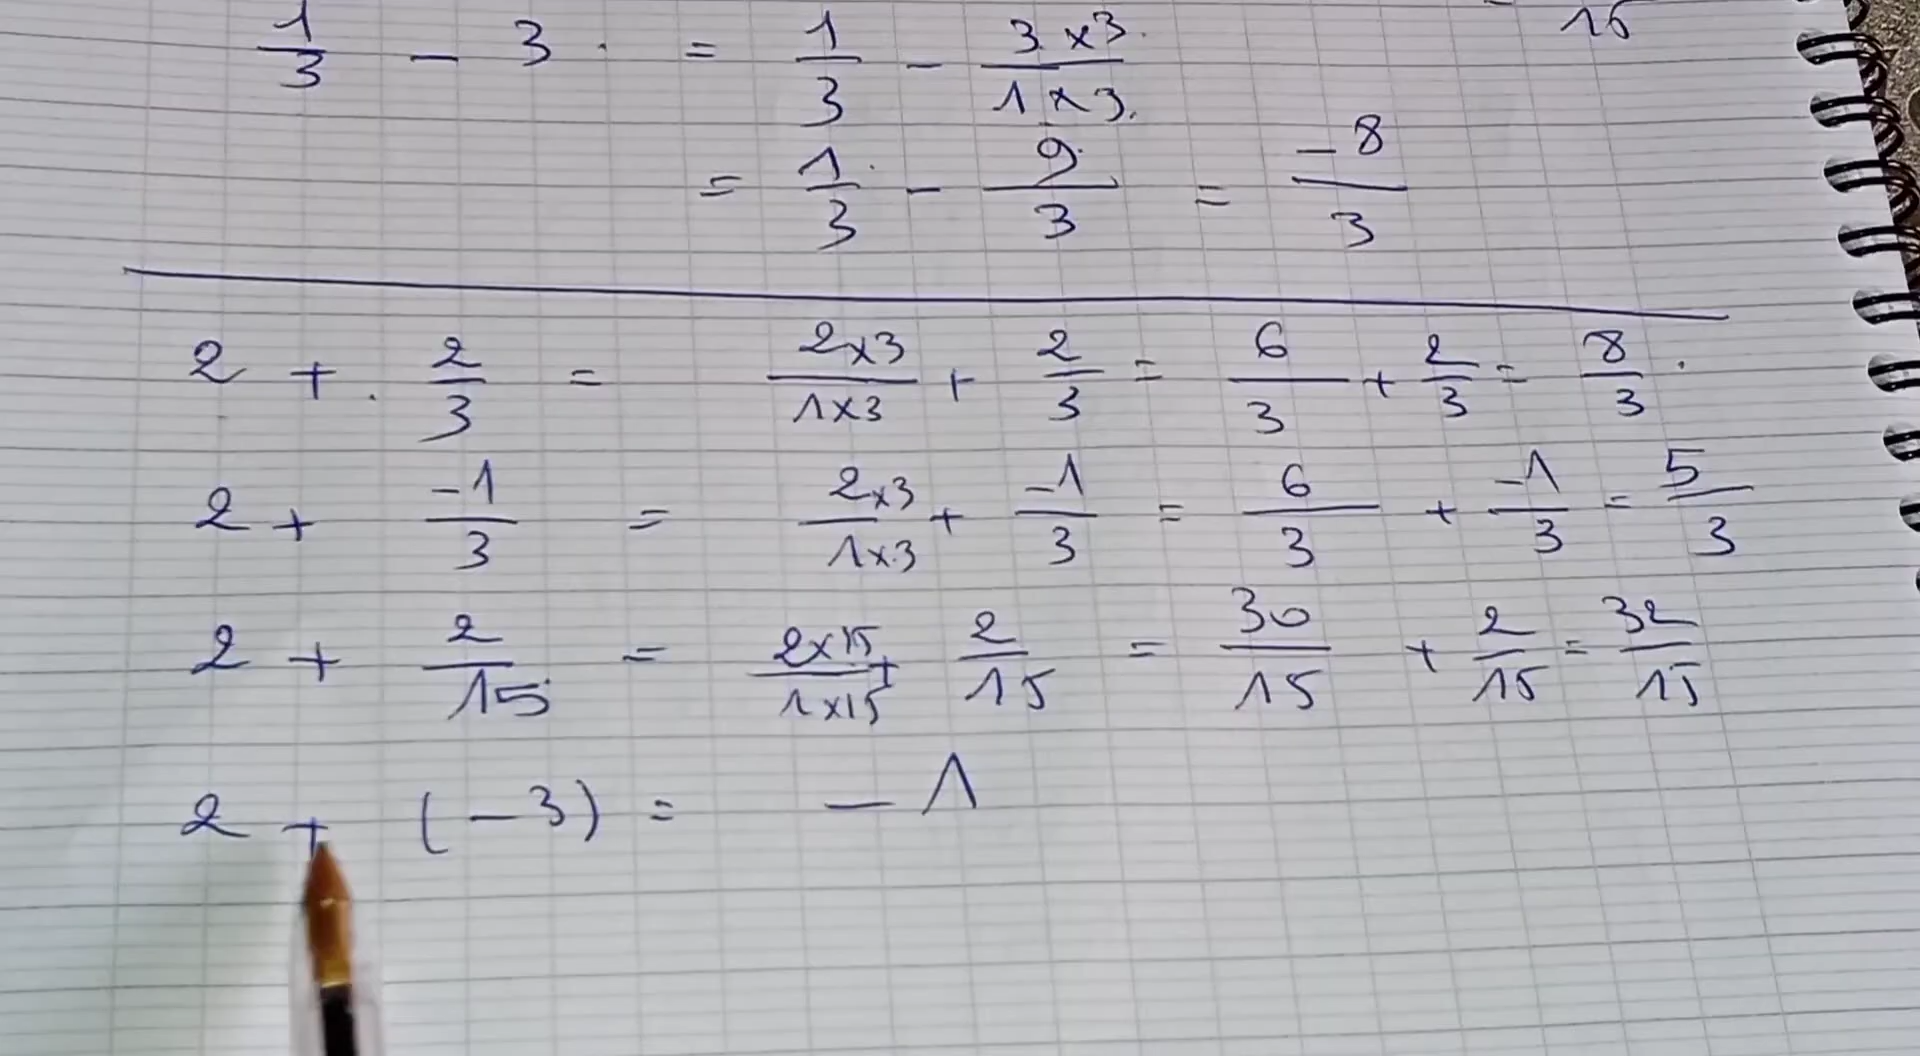 1/3 - 3 = 1/3 - 3×3/1×3
15
= 1/3 - 9/3 = -8/3
2 + 2/3 = 2×3/1×3 + 2/3 = 6/3 + 2/3 = 8/3
2 + -1/3 = 2×3/1×3 + -1/3 = 6/3 + -1/3 = 5/3
2 + 2/15 = 2×15/1×15 + 2/15 = 30/15 + 2/15 = 32/15
2 + (-3) = -1